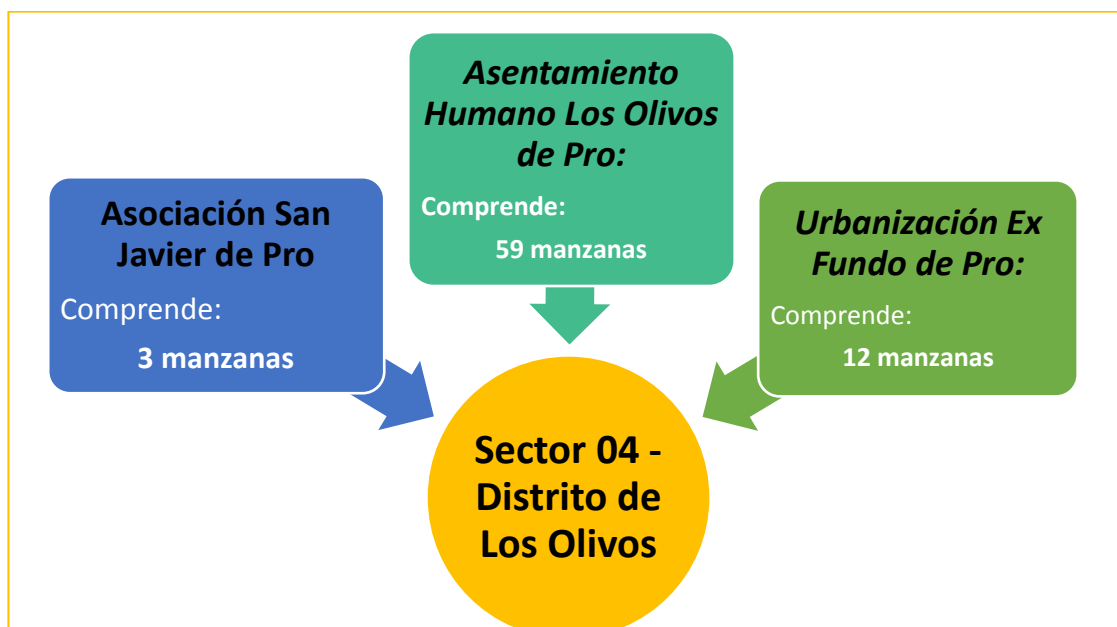 Asociación San
Javier de Pro
Comprende:
3 manzanas
Asentamiento
Humano Los Olivos
de Pro:
Comprende:
59 manzanas
Urbanización Ex
Fundo de Pro:
Comprende:
12 manzanas
Sector 04 -
Distrito de
Los Olivos